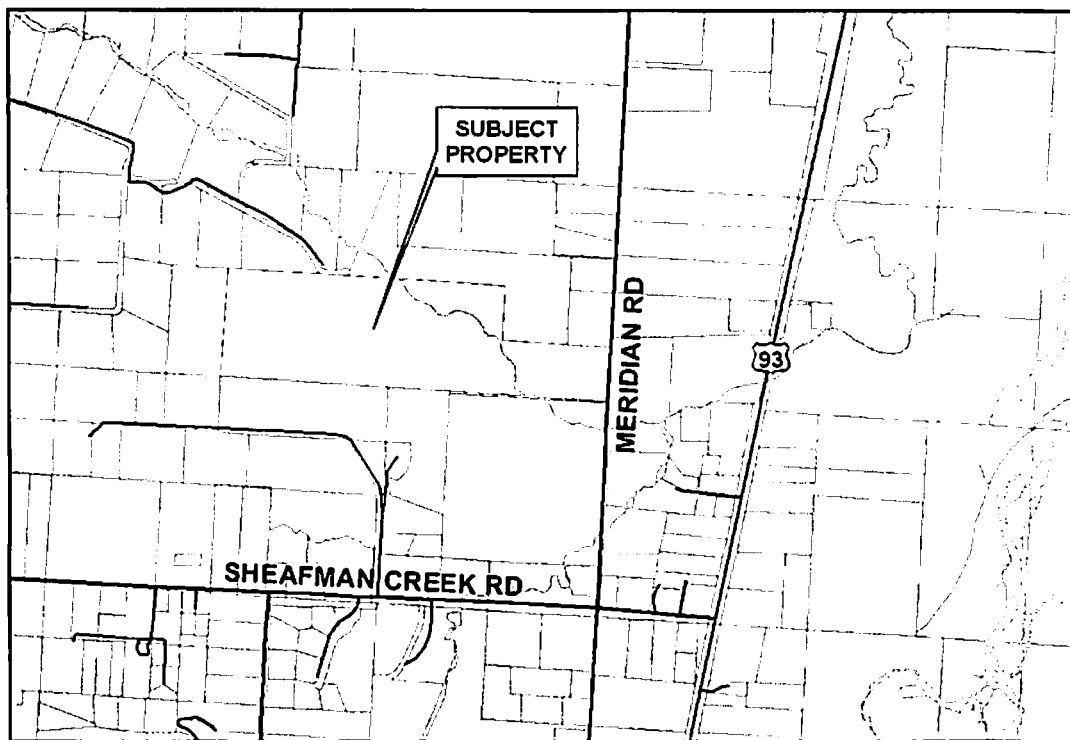 SUBJECT
PROPERTY
MERIDIAN RD
93
SHEAFMAN CREEK RD